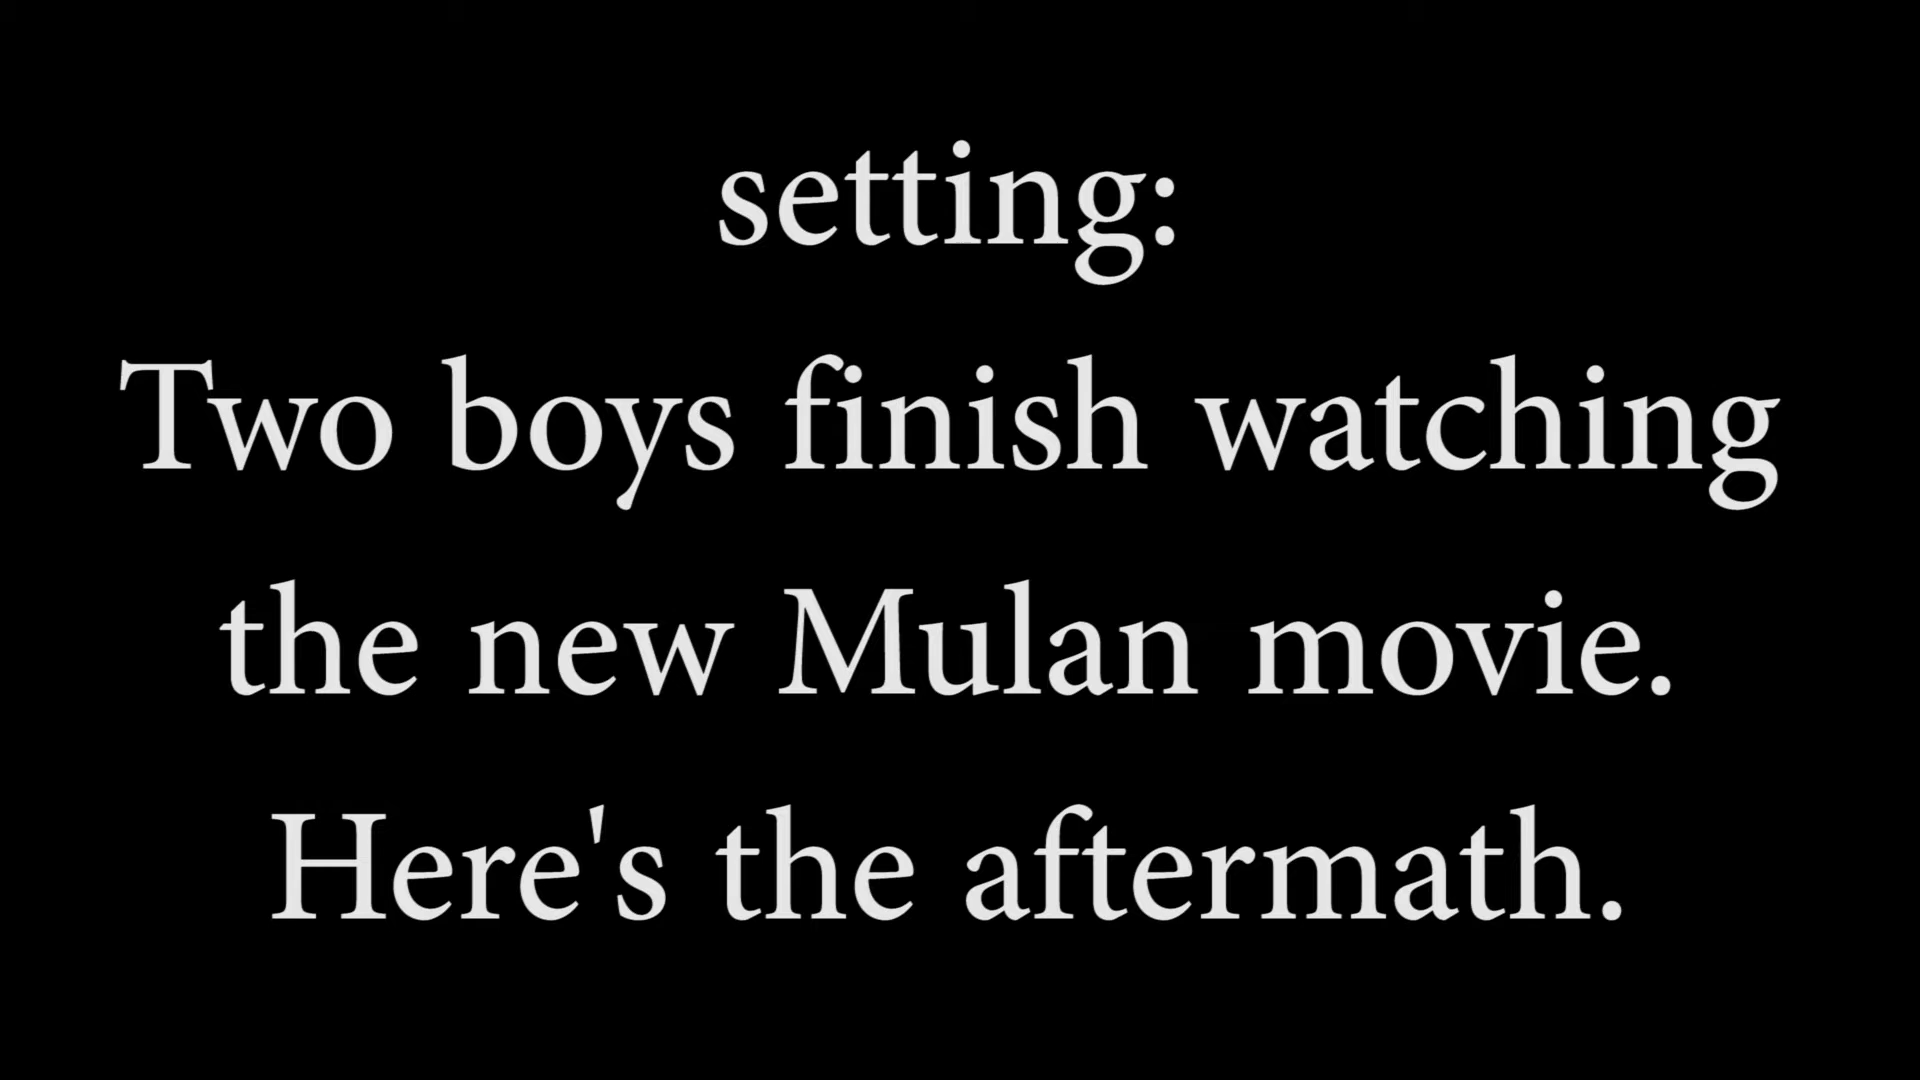 setting:
Two boys finish watching
the new Mulan movie.
Here's the aftermath.